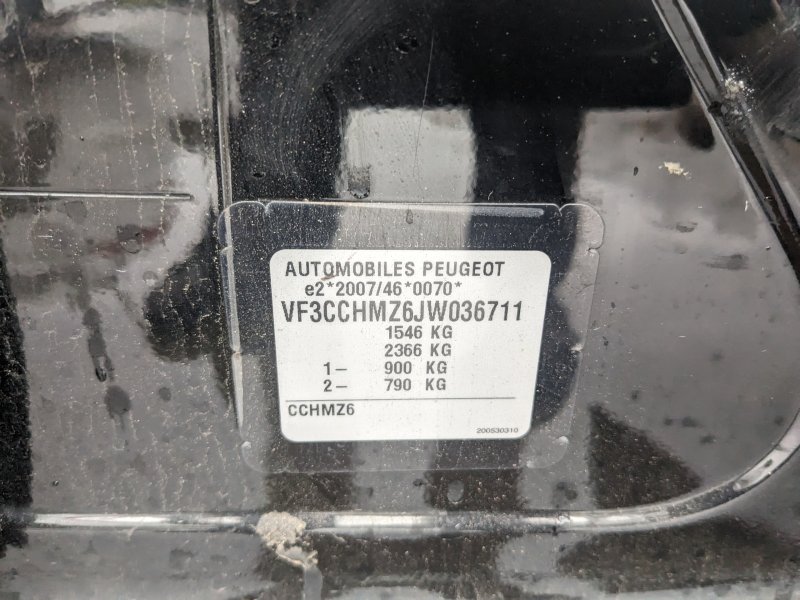 AUTOMOBILES PEUGEOT
e2*2007/46*0070*
VF3CCHMZ6JW036711
1546 KG
2366 KG
1- 900 KG
2- 790 KG
CCHMZ6
200530310